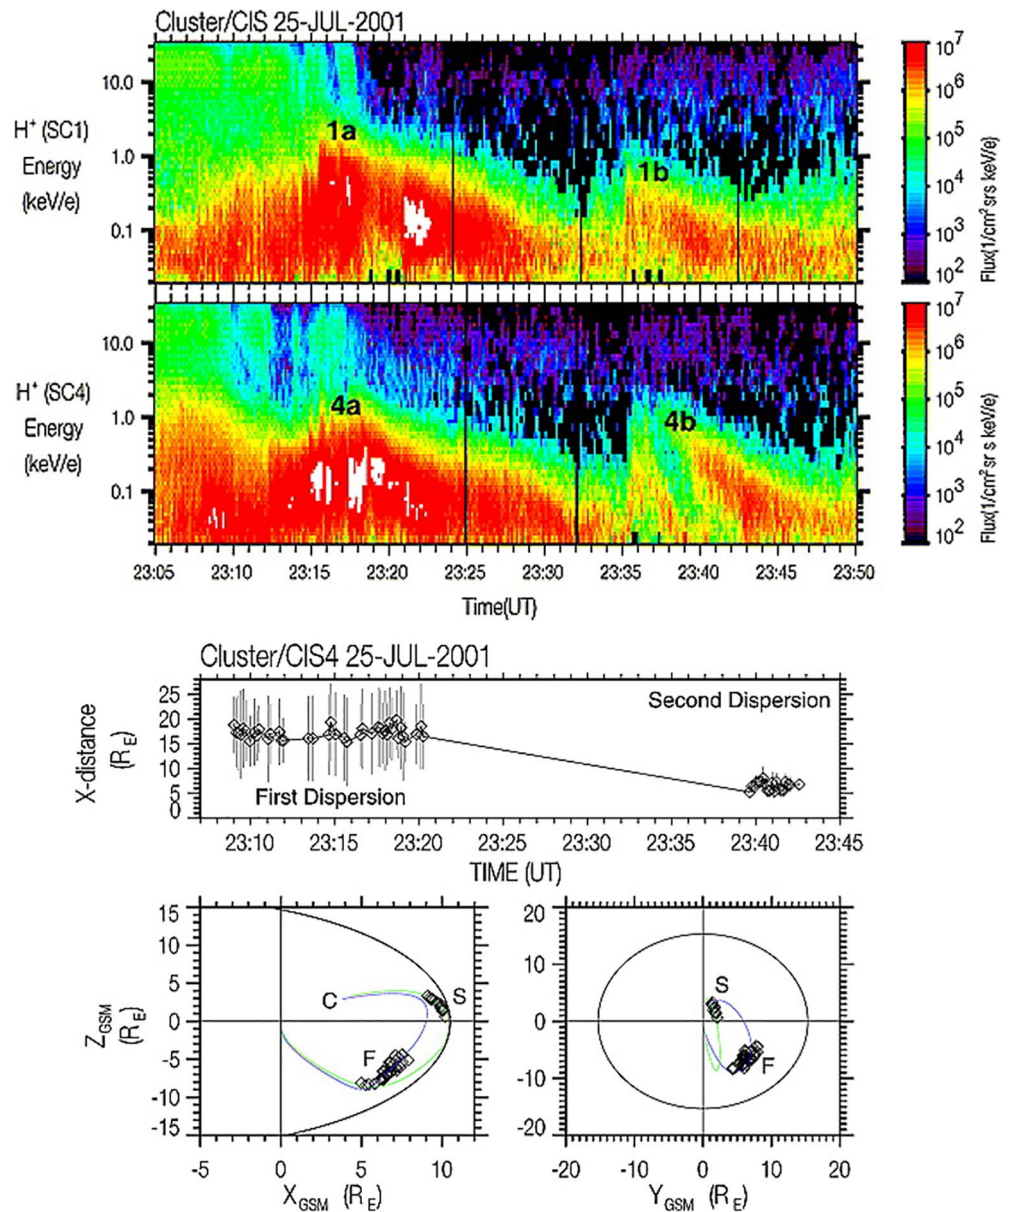 Cluster/CIS 25-JUL-2001
H⁺ (SC1)
Energy
(keV/e)
10.0
1.0
0.1
1a
1b
10⁷
10⁶
10⁵
10⁴
10³
10²
Flux(1/cm² sr s keV/e)
H⁺ (SC4)
Energy
(keV/e)
10.0
1.0
0.1
4a
4b
10⁷
10⁶
10⁵
10⁴
10³
10²
Flux(1/cm² sr s keV/e)
23:05 23:10 23:15 23:20 23:25 23:30 23:35 23:40 23:45 23:50
Time(UT)
Cluster/CIS4 25-JUL-2001
X-distance
(R_E)
25
20
15
10
5
0
Second Dispersion
First Dispersion
23:10 23:15 23:20 23:25 23:30 23:35 23:40 23:45
TIME (UT)
Z_GSM
(R_E)
15
10
5
0
-5
-10
-15
C
S
F
-5 0 5 10
X_GSM (R_E)
20
10
0
-10
-20
S
F
-20 -10 0 10 20
Y_GSM (R_E)